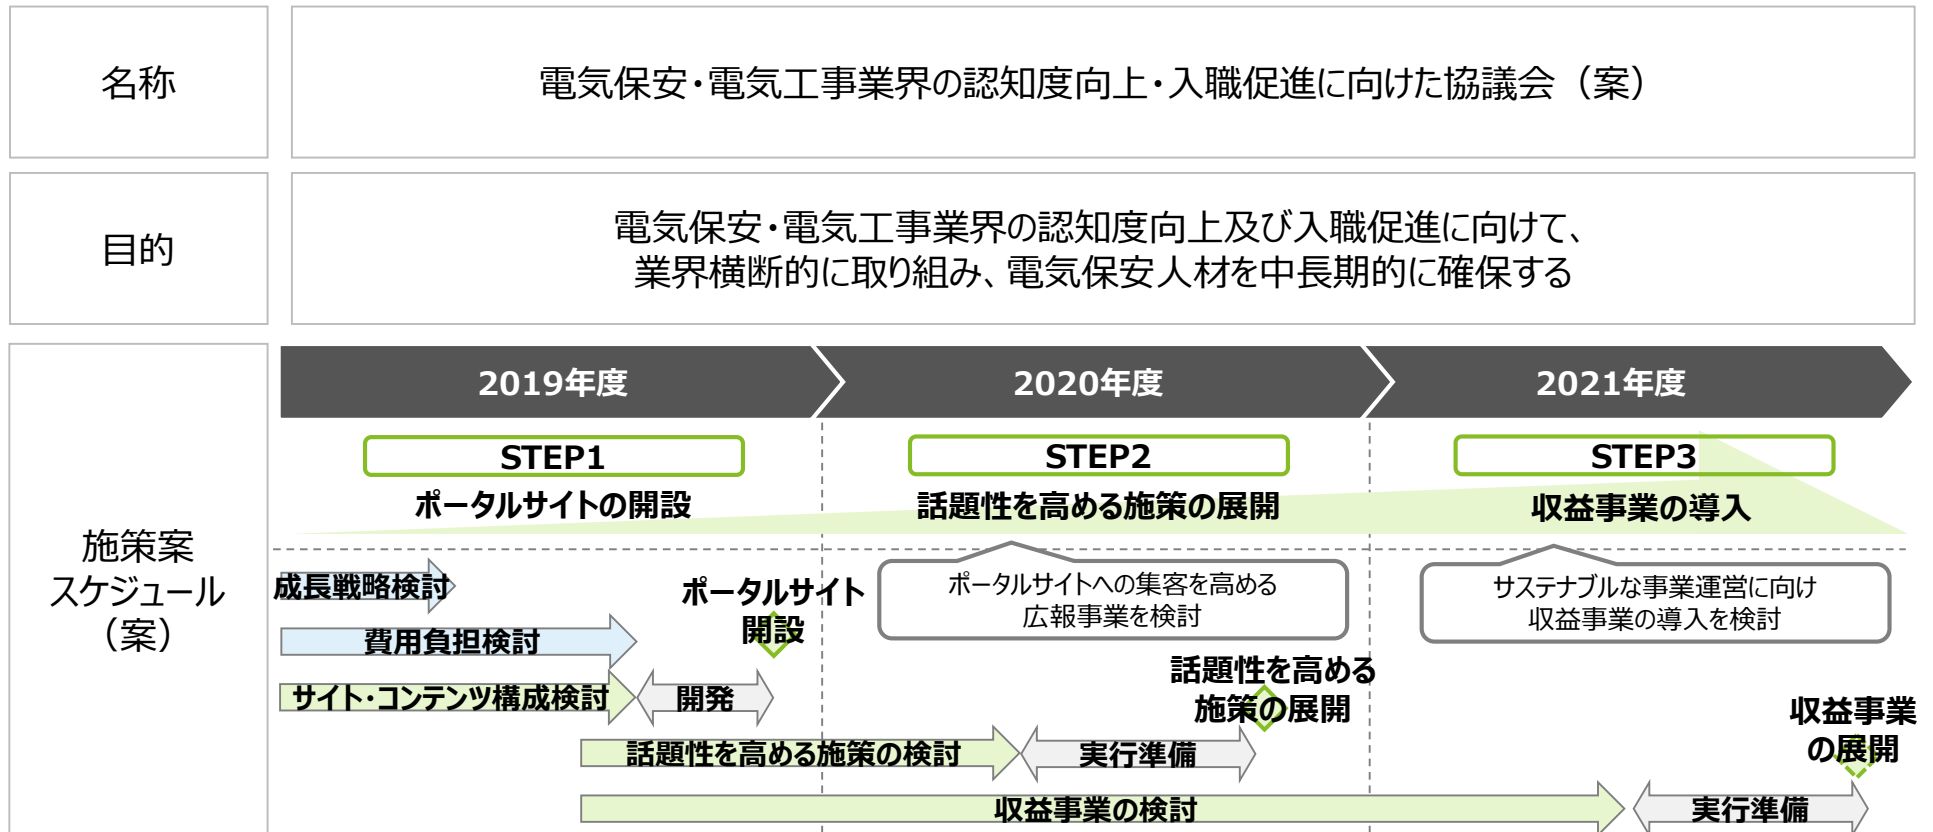 名称
電気保安・電気工事業界の認知度向上・入職促進に向けた協議会（案）
目的
電気保安・電気工事業界の認知度向上及び入職促進に向けて、
業界横断的に取り組み、電気保安人材を中長期的に確保する
施策案
スケジュール
（案）
2019年度
2020年度
2021年度
STEP1
STEP2
STEP3
ポータルサイトの開設
話題性を高める施策の展開
収益事業の導入
成長戦略検討
ポータルサイト
開設
ポータルサイトへの集客を高める
広報事業を検討
サステナブルな事業運営に向け
収益事業の導入を検討
費用負担検討
サイト・コンテンツ構成検討
開発
話題性を高める
施策の展開
収益事業
の展開
話題性を高める施策の検討
実行準備
収益事業の検討
実行準備